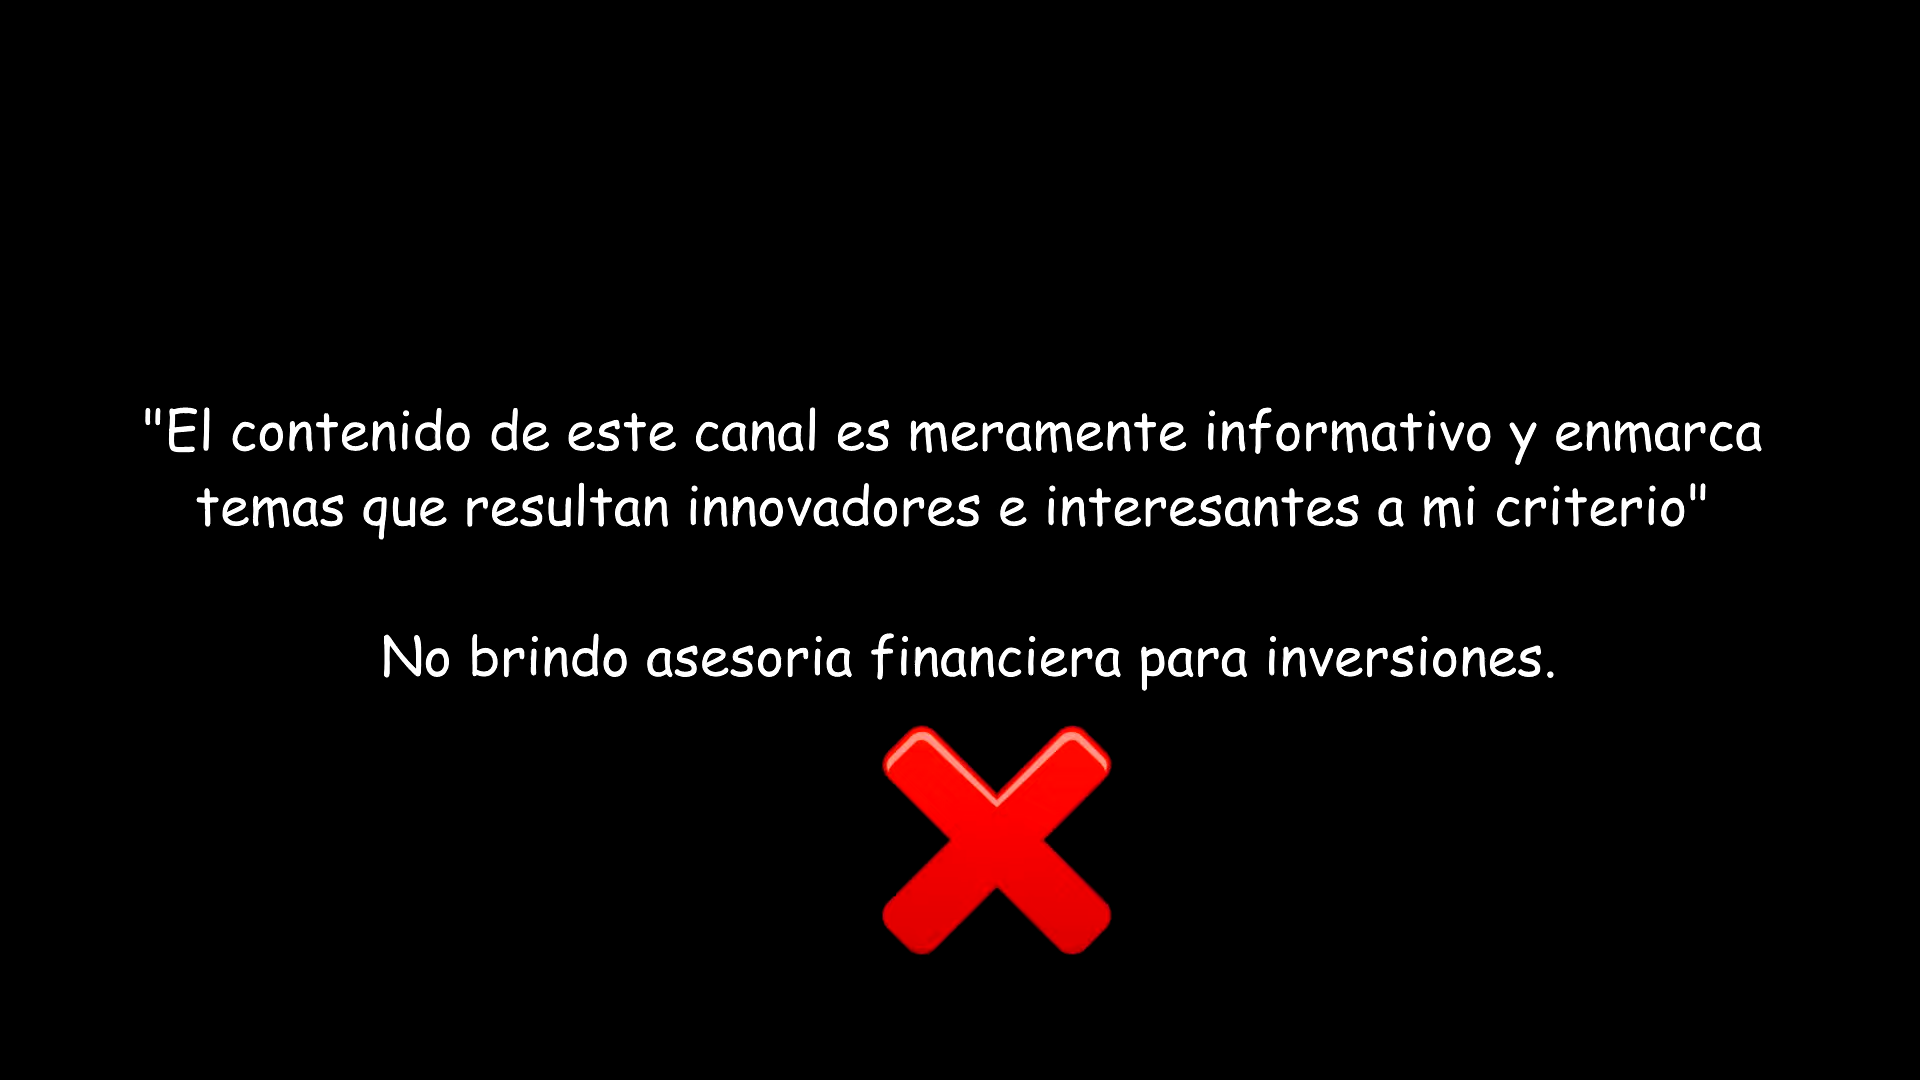 "El contenido de este canal es meramente informativo y enmarca
temas que resultan innovadores e interesantes a mi criterio"
No brindo asesoria financiera para inversiones.